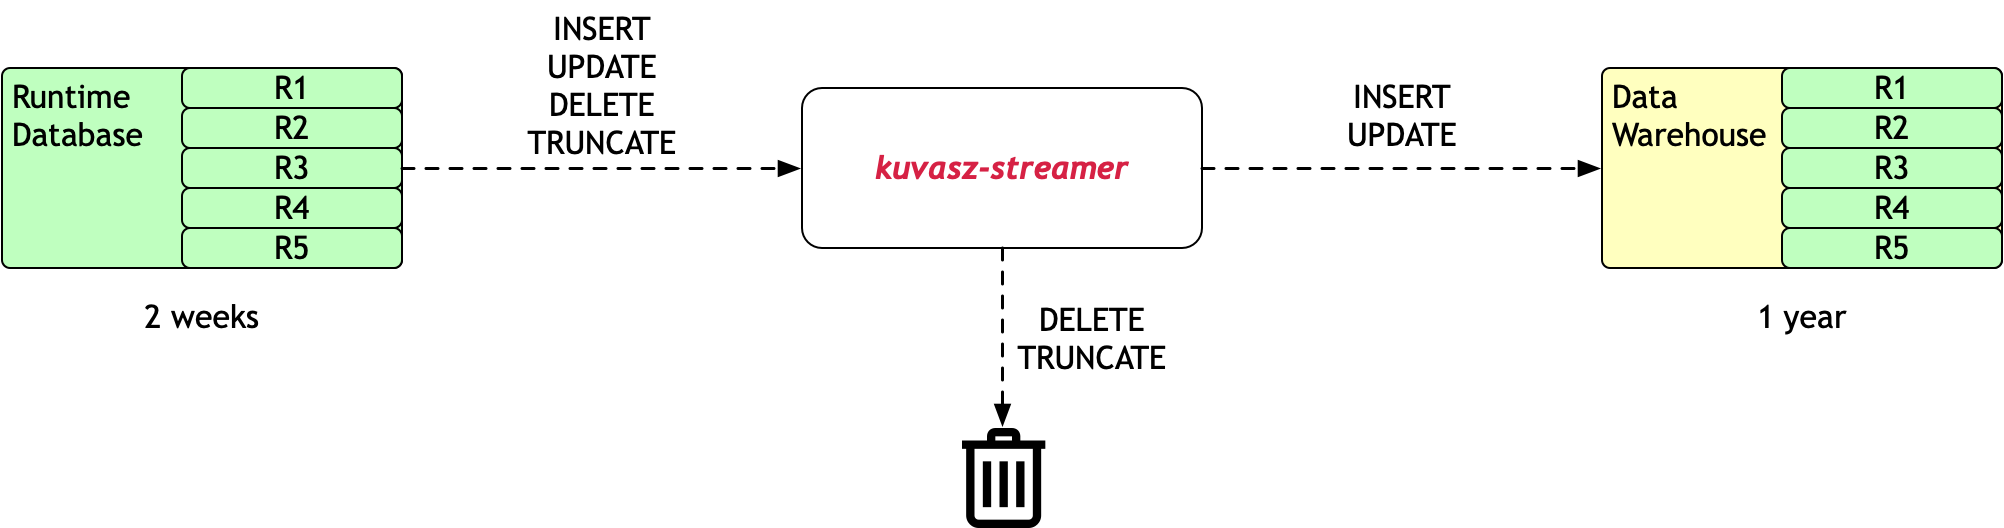 Runtime
Database
R1
R2
R3
R4
R5
2 weeks
INSERT
UPDATE
DELETE
TRUNCATE
kuvasz-streamer
DELETE
TRUNCATE
INSERT
UPDATE
Data
Warehouse
R1
R2
R3
R4
R5
1 year